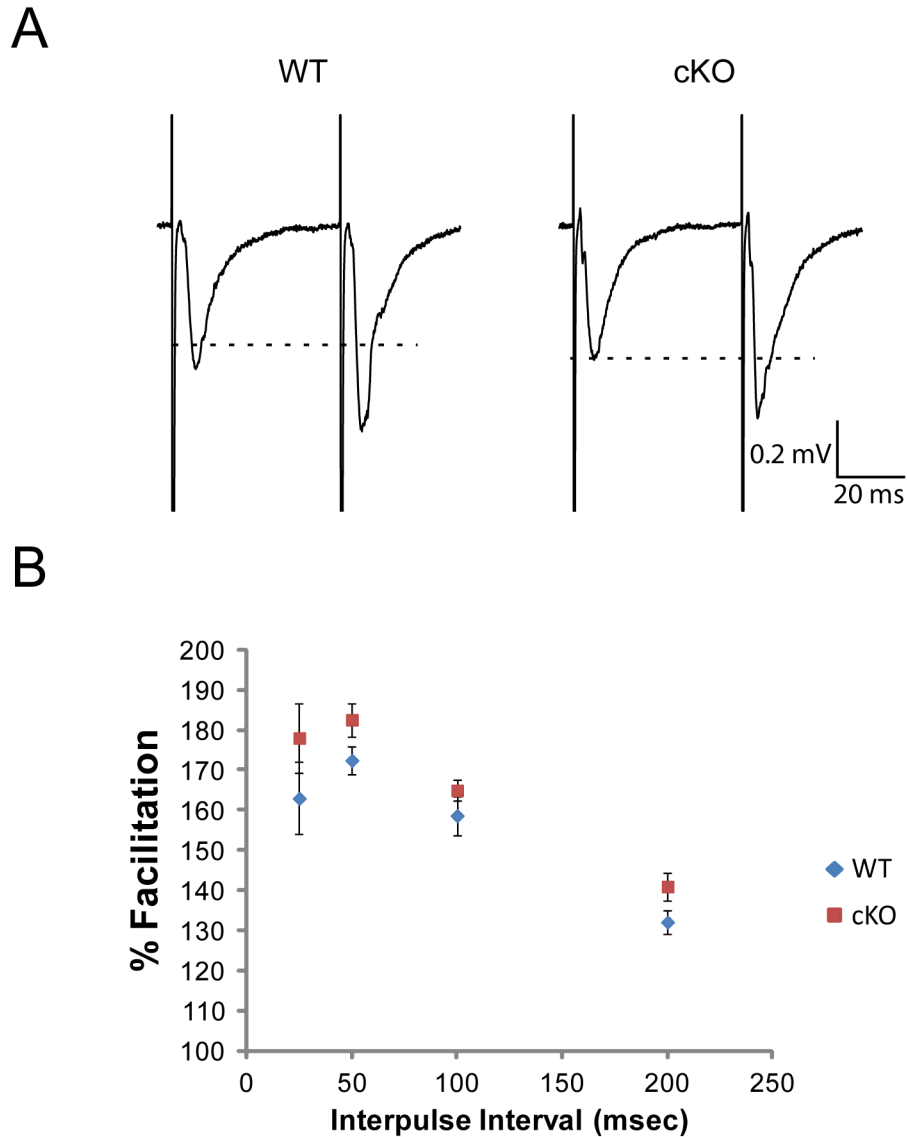 A
WT
cKO
0.2 mV
20 ms
B
% Facilitation
200
190
180
170
160
150
140
130
120
110
100
0
50
100
150
200
250
Interpulse Interval (msec)
WT
cKO